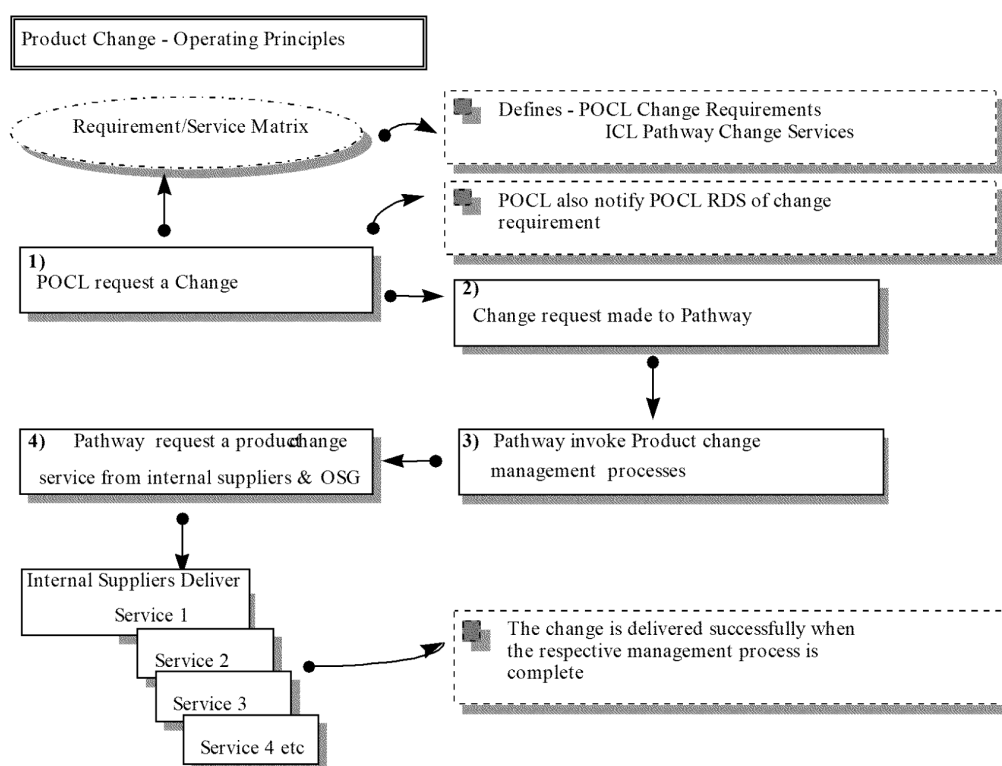 Product Change - Operating Principles
Requirement/Service Matrix
Defines - POCL Change Requirements
ICL Pathway Change Services
POCL also notify POCL RDS of change
requirement
1)
POCL request a Change
2)
Change request made to Pathway
4) Pathway request a product change
service from internal suppliers & OSG
3) Pathway invoke Product change
management processes
Internal Suppliers Deliver
Service 1
Service 2
Service 3
Service 4 etc
The change is delivered successfully when
the respective management process is
complete